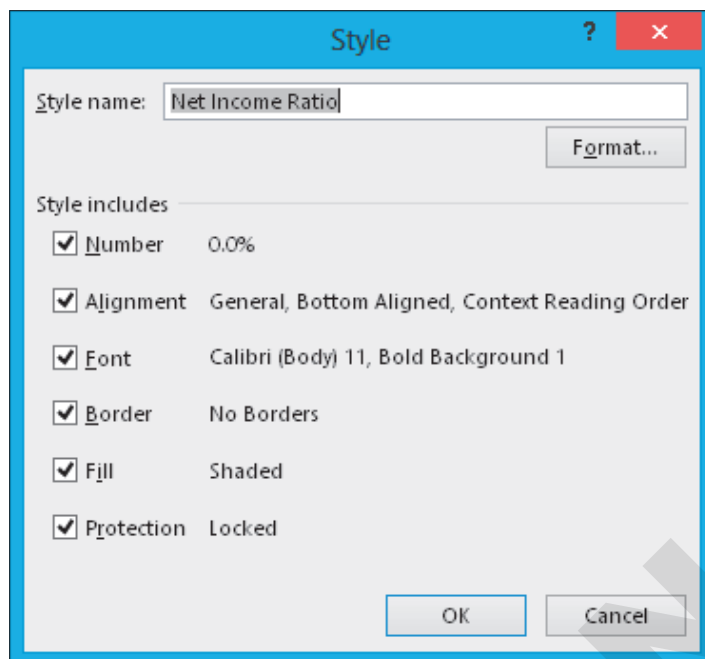 Style ?
Style name: Net Income Ratio
Format...
Style includes
Number 0.0%
Alignment General, Bottom Aligned, Context Reading Order
Font Calibri (Body) 11, Bold Background 1
Border No Borders
Fill Shaded
Protection Locked
OK Cancel